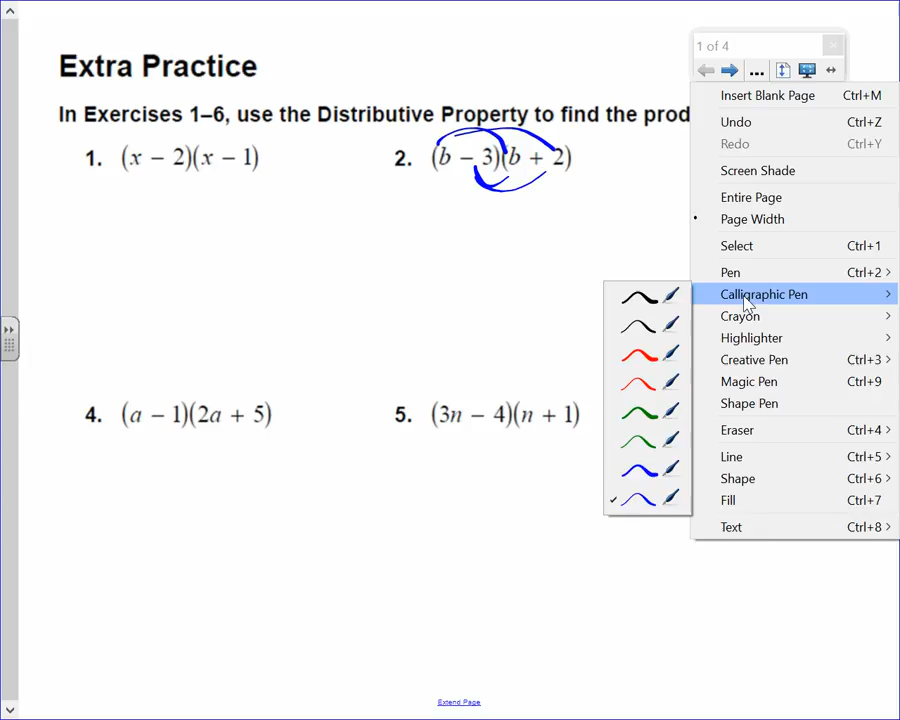 1 of 4
Extra Practice
In Exercises 1–6, use the Distributive Property to find the prod
1. (x − 2)(x − 1)
2. (b − 3)(b + 2)
4. (a − 1)(2a + 5)
5. (3n − 4)(n + 1)
Insert Blank Page Ctrl+M
Undo Ctrl+Z
Redo Ctrl+Y
Screen Shade
Entire Page
Page Width
Select Ctrl+1
Pen Ctrl+2
Calligraphic Pen
Crayon
Highlighter
Creative Pen Ctrl+3
Magic Pen Ctrl+9
Shape Pen
Eraser Ctrl+4
Line Ctrl+5
Shape Ctrl+6
Fill Ctrl+7
Text Ctrl+8
Extend Page